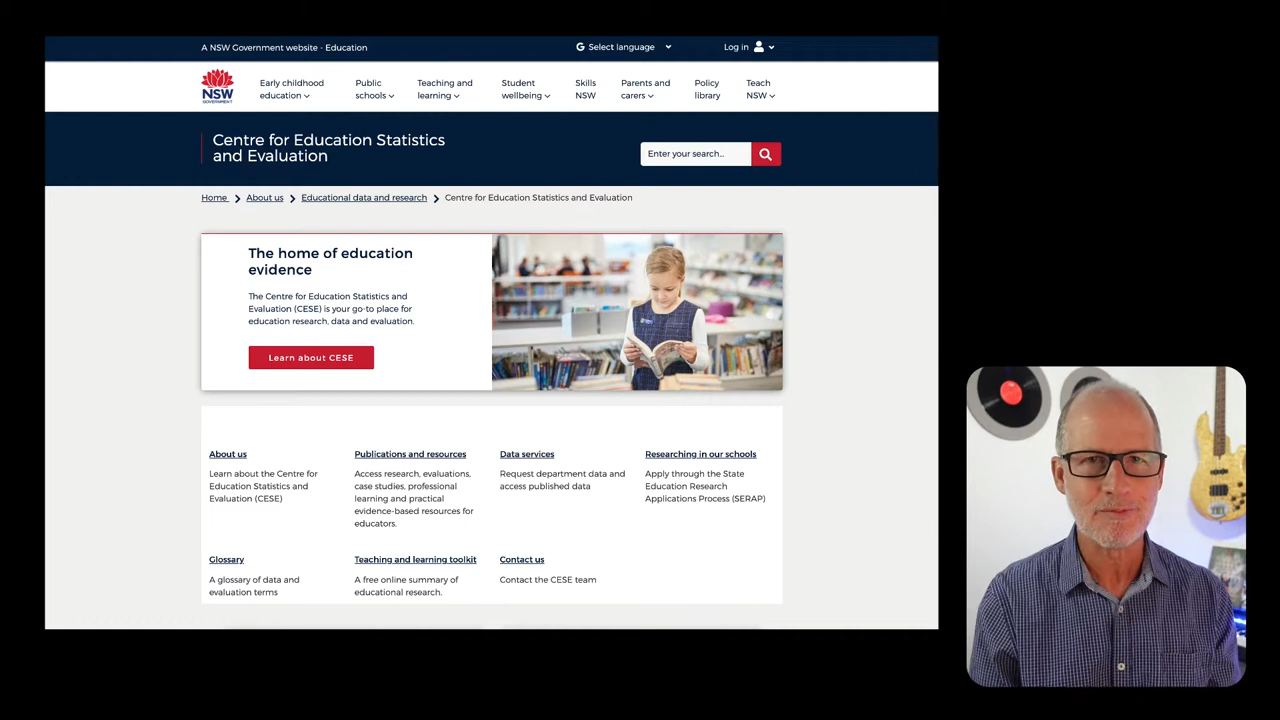 A NSW Government website - Education
Select language
Log in
NSW
GOVERNMENT
Early childhood
education
Public
schools
Teaching and
learning
Student
wellbeing
Skills
NSW
Parents and
carers
Policy
library
Teach
NSW
Centre for Education Statistics
and Evaluation
Enter your search...
Home
About us
Educational data and research
Centre for Education Statistics and Evaluation
The home of education
evidence
The Centre for Education Statistics and
Evaluation (CESE) is your go-to place for
education research, data and evaluation.
Learn about CESE
About us
Learn about the Centre for
Education Statistics and
Evaluation (CESE)
Publications and resources
Access research, evaluations,
case studies, professional
learning and practical
evidence-based resources for
educators.
Data services
Request department data and
access published data
Researching in our schools
Apply through the State
Education Research
Applications Process (SERAP)
Glossary
A glossary of data and
evaluation terms
Teaching and learning toolkit
A free online summary of
educational research.
Contact us
Contact the CESE team